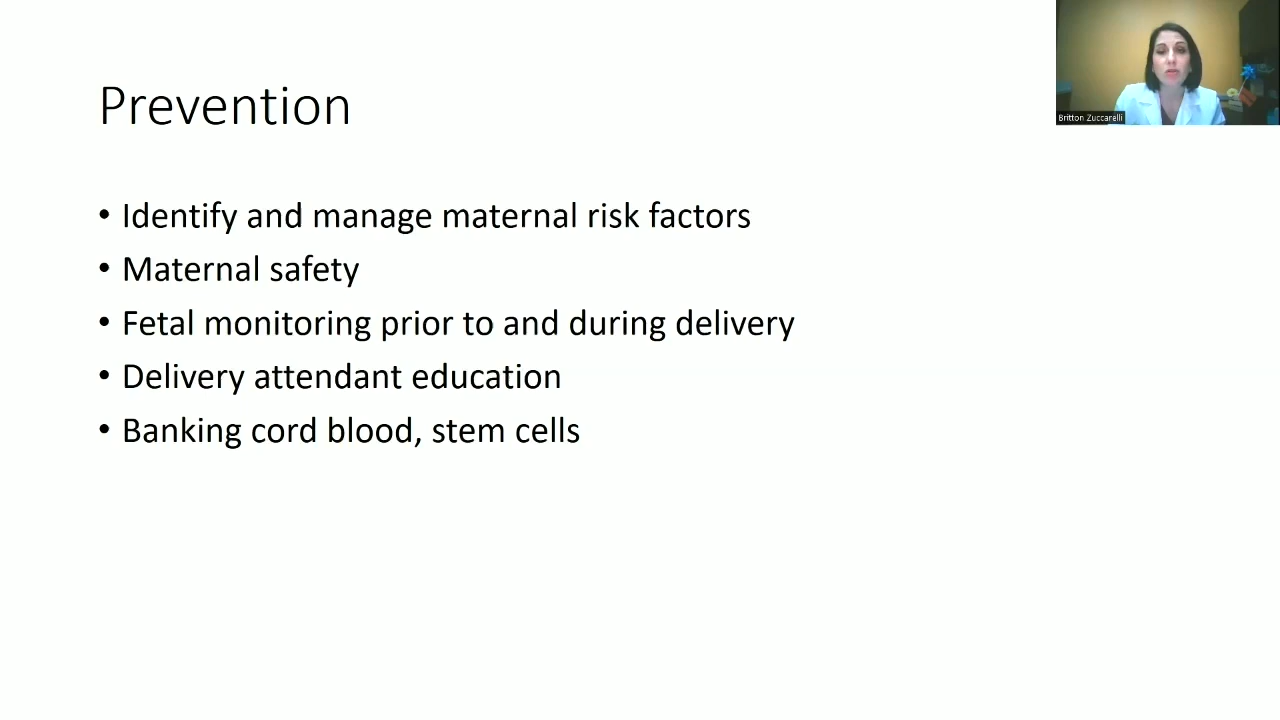 Prevention
• Identify and manage maternal risk factors
• Maternal safety
• Fetal monitoring prior to and during delivery
• Delivery attendant education
• Banking cord blood, stem cells
Britton Zuccarelli